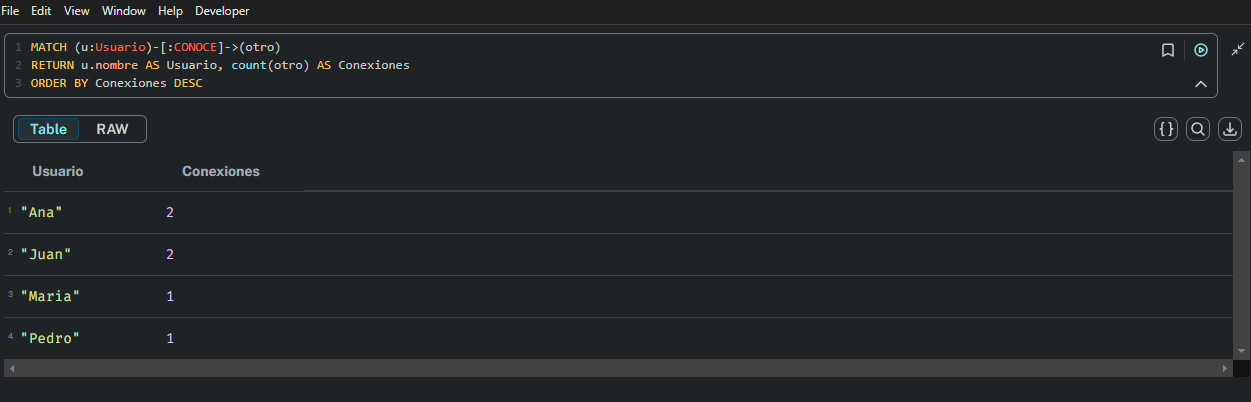 File Edit View Window Help Developer
1 MATCH (u:Usuario)-[:CONOCE]->(otro)
2 RETURN u.nombre AS Usuario, count(otro) AS Conexiones
3 ORDER BY Conexiones DESC
Table RAW
{}
Usuario Conexiones
1 "Ana" 2
2 "Juan" 2
3 "Maria" 1
4 "Pedro" 1